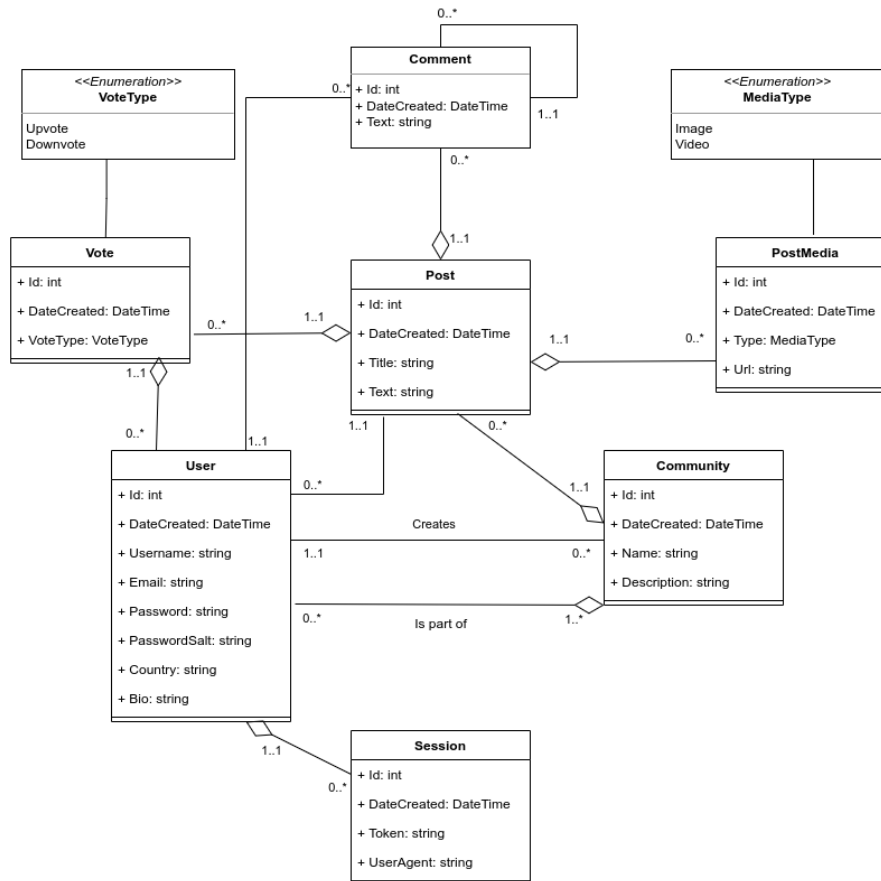 0..*
Comment
+ Id: int
+ DateCreated: DateTime
+ Text: string
0..*
1..1
0..*
<<Enumeration>>
VoteType
Upvote
Downvote
<<Enumeration>>
MediaType
Image
Video
1..1
Vote
+ Id: int
+ DateCreated: DateTime
+ VoteType: VoteType
Post
+ Id: int
+ DateCreated: DateTime
+ Title: string
+ Text: string
PostMedia
+ Id: int
+ DateCreated: DateTime
+ Type: MediaType
+ Url: string
0..*
1..1
1..1
0..*
1..1
0..*
1..1
1..1
0..*
0..*
1..1
User
+ Id: int
+ DateCreated: DateTime
+ Username: string
+ Email: string
+ Password: string
+ PasswordSalt: string
+ Country: string
+ Bio: string
Community
+ Id: int
+ DateCreated: DateTime
+ Name: string
+ Description: string
Creates
1..1
0..*
0..*
Is part of
1..*
1..1
0..*
Session
+ Id: int
+ DateCreated: DateTime
+ Token: string
+ UserAgent: string